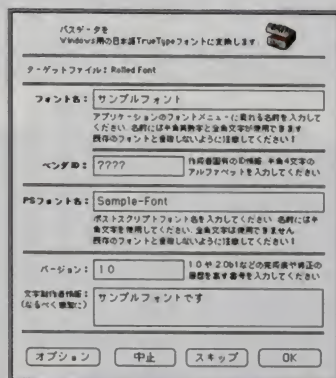 パスデータを
Windows用の日本語TrueTypeフォントに変換します
ターゲットファイル：Rolled Font
フォント名： サンプルフォント
アプリケーションのフォントメニューに現れる名前を入力して
ください 名前には半角英数字と全角文字が使用できます
既存のフォントと重複しないように注意してください！
ベンダID： ????
作成者固有のID情報 半角4文字の
アルファベットを入力してください
PSフォント名： Sample-Font
ポストスクリプトフォント名を入力してください 名前には半
角文字を使用してください 全角文字は使用できません
既存のフォントと重複しないように注意してください！
バージョン： 1.0
1.0や2.0b1などの完成度や修正の
履歴を表す番号を入力してください
文字製作者情報：
(なるべく簡潔に)
サンプルフォントです
オプション 中止 スキップ OK